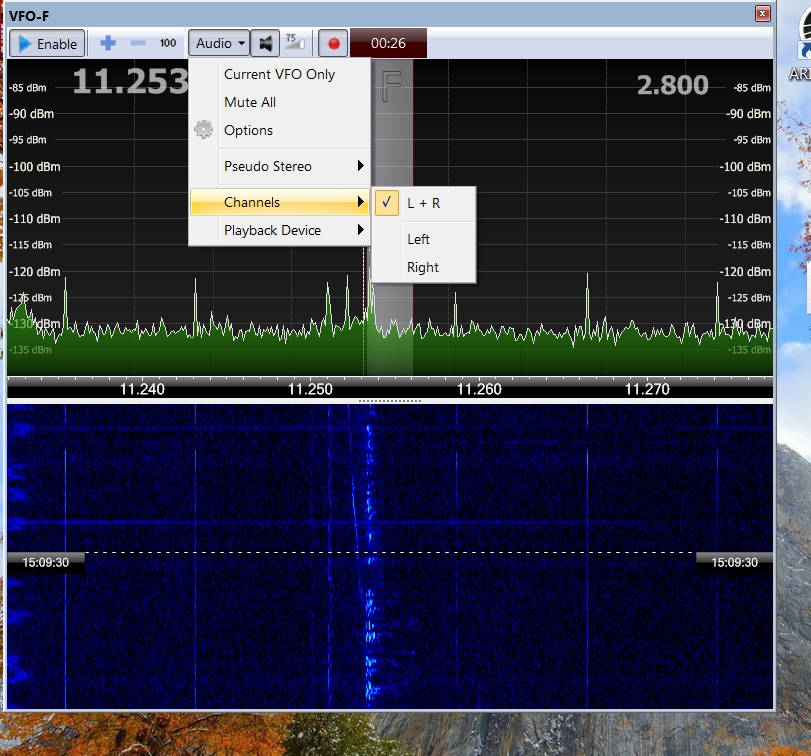 VFO-F
Enable
100
Audio
75
00:26
11.253
F
2.800
-85 dBm
-90 dBm
-95 dBm
-100 dBm
-105 dBm
-110 dBm
-115 dBm
-120 dBm
-125 dBm
-130 dBm
-135 dBm
Current VFO Only
Mute All
Options
Pseudo Stereo
Channels
Playback Device
L + R
Left
Right
-85 dBm
-90 dBm
-95 dBm
-100 dBm
-105 dBm
-110 dBm
-115 dBm
-120 dBm
-125 dBm
-130 dBm
-135 dBm
11.240
11.250
11.260
11.270
15:09:30
15:09:30